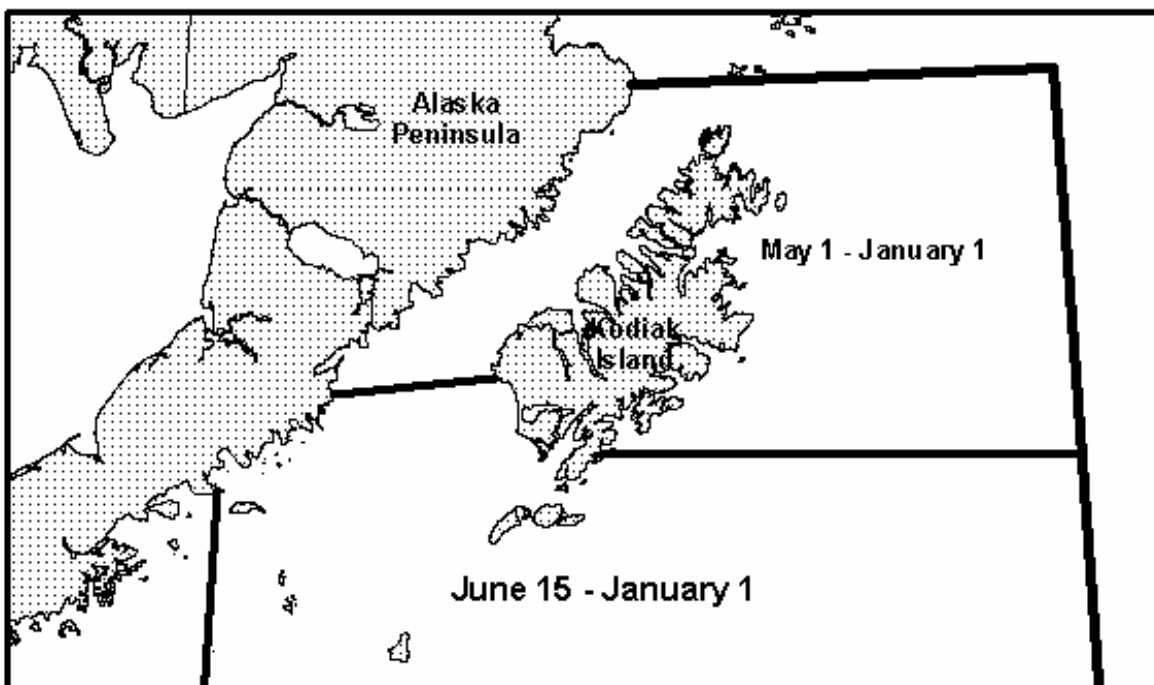 Alaska
Peninsula
May 1 - January 1
Kodiak
Island
June 15 - January 1